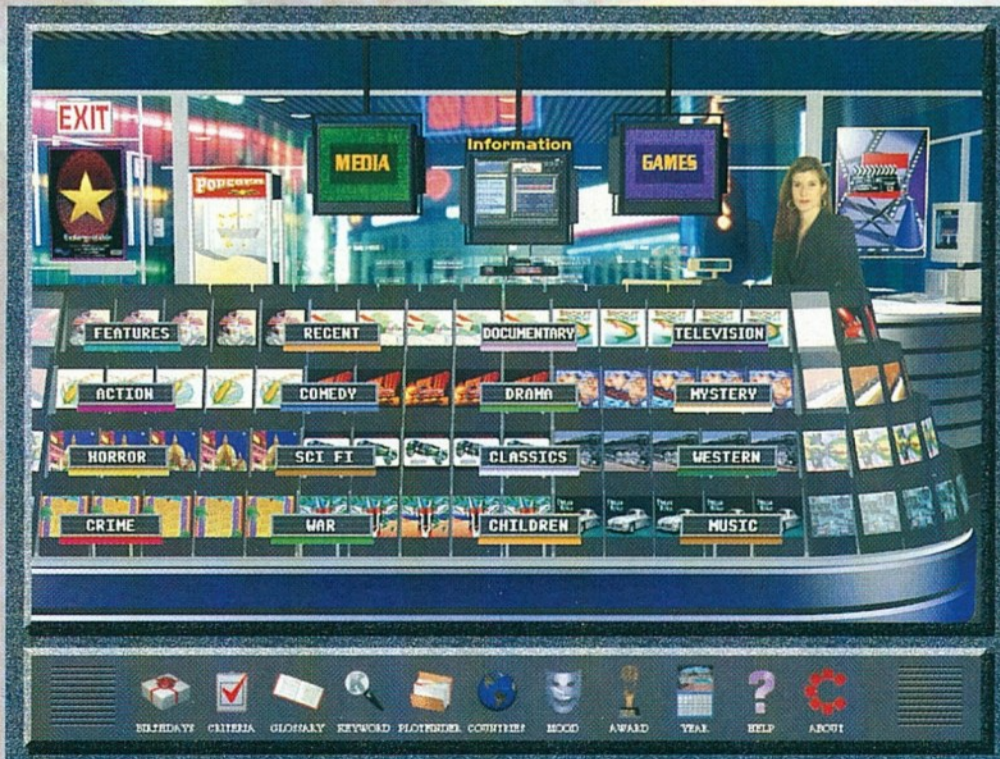 EXIT
Information
MEDIA
GAMES
FEATURES RECENT DOCUMENTARY TELEVISION
ACTION COMEDY DRAMA MYSTERY
HORROR SCI FI CLASSICS WESTERN
CRIME WAR CHILDREN MUSIC
BIRTHDAYS CRITERIA GLOSSARY KEYWORD PLOTFINDER COUNTRIES MOOD AWARD YEAR HELP ABOUT